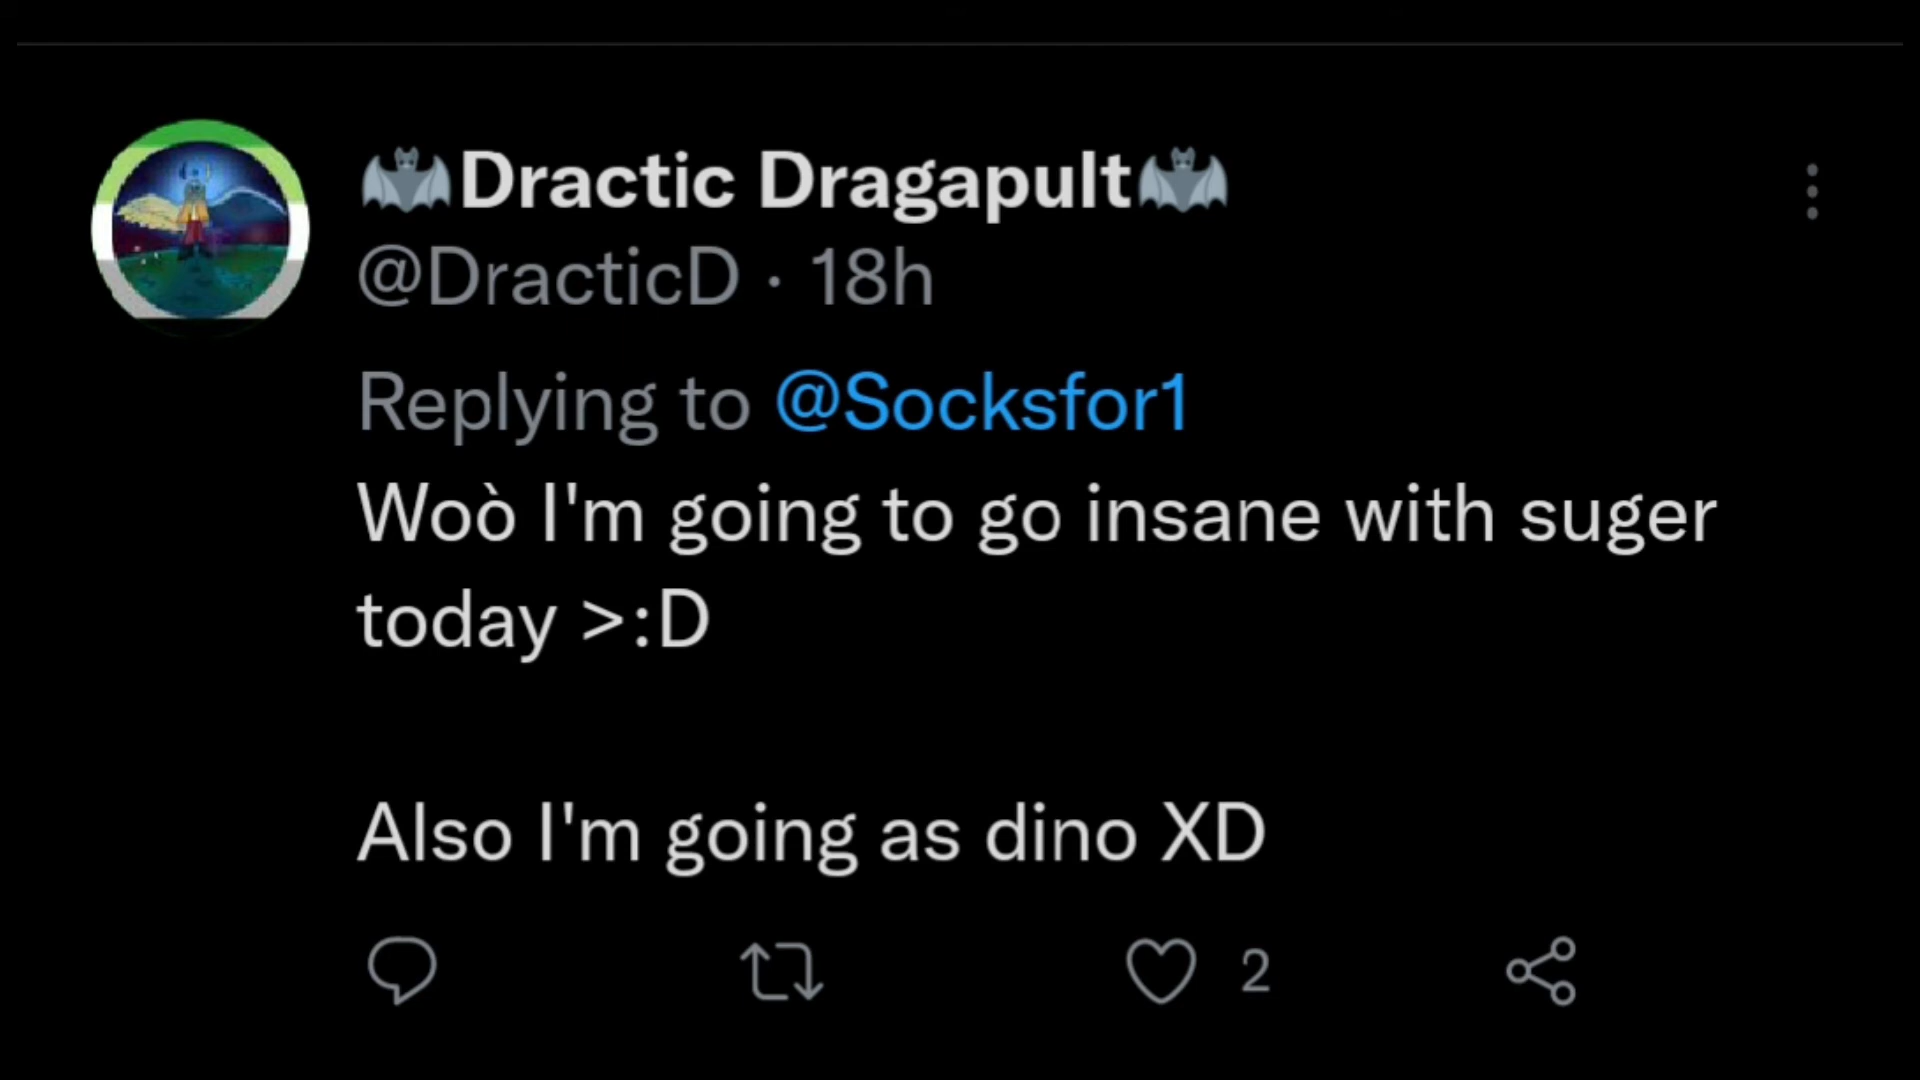 🦇Dractic Dragapult🦇
@DracticD · 18h
Replying to @Socksfor1
Woò I'm going to go insane with suger
today >:D
Also I'm going as dino XD
2